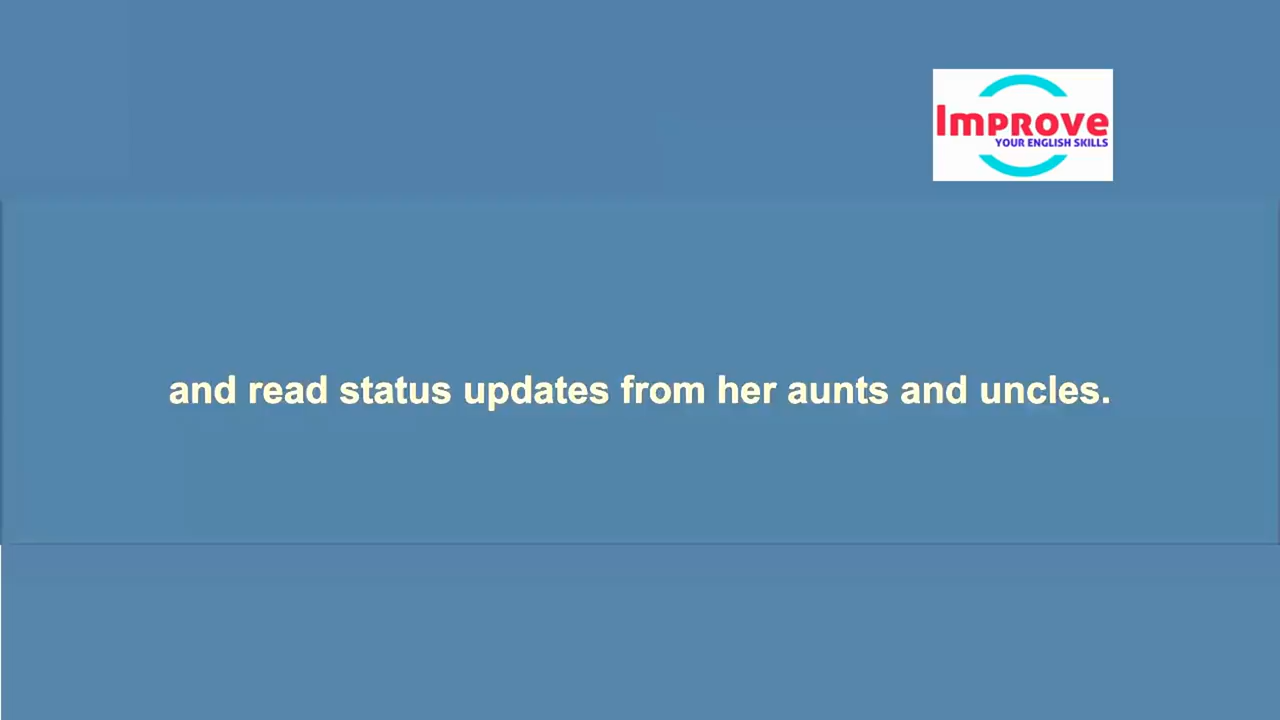 Improve
YOUR ENGLISH SKILLS
and read status updates from her aunts and uncles.